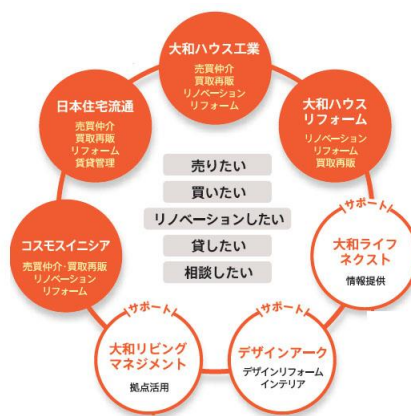 大和ハウス工業
売買仲介
買取再販
リノベーション
リフォーム
日本住宅流通
売買仲介
買取再販
リフォーム
賃貸管理
大和ハウス
リフォーム
リノベーション
リフォーム
買取再販
売りたい
買いたい
リノベーションしたい
貸したい
相談したい
コスモスイニシア
売買仲介・買取再販
リノベーション
リフォーム
サポート
大和ライフ
ネクスト
情報提供
サポート
大和リビング
マネジメント
拠点活用
サポート
デザインアーク
デザインリフォーム
インテリア